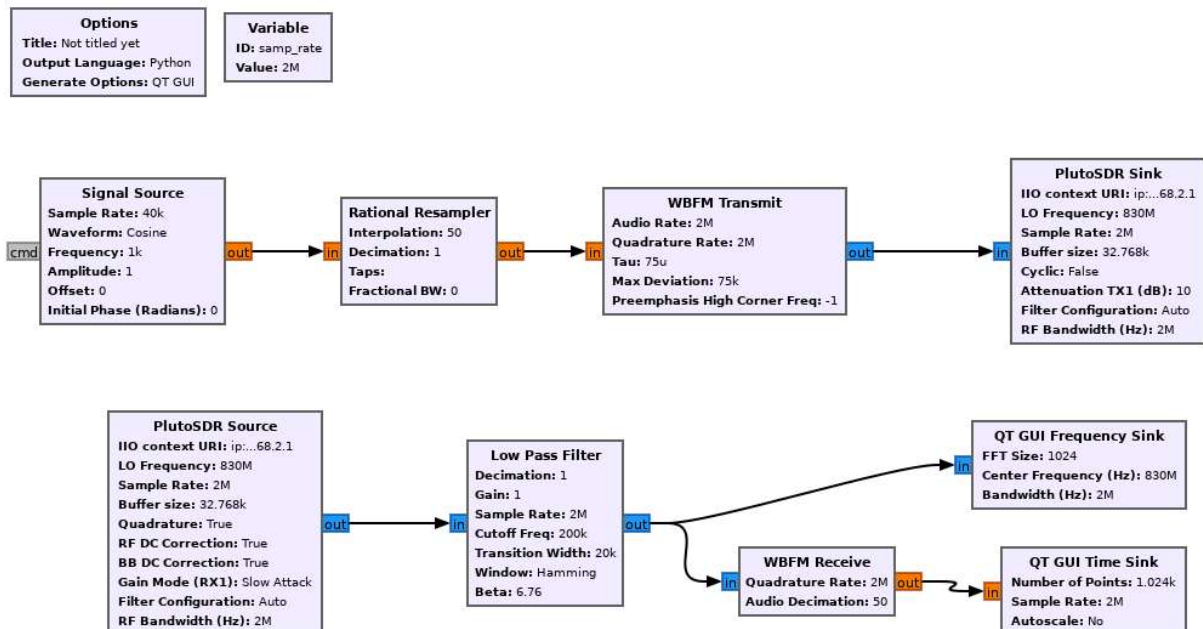 Options
Title: Not titled yet
Output Language: Python
Generate Options: QT GUI
Variable
ID: samp_rate
Value: 2M
Signal Source
Sample Rate: 40k
Waveform: Cosine
Frequency: 1k
Amplitude: 1
Offset: 0
Initial Phase (Radians): 0
cmd
out
Rational Resampler
Interpolation: 50
Decimation: 1
Taps:
Fractional BW: 0
in
out
WBFM Transmit
Audio Rate: 2M
Quadrature Rate: 2M
Tau: 75u
Max Deviation: 75k
Preemphasis High Corner Freq: -1
in
out
PlutoSDR Sink
IIO context URI: ip:...68.2.1
LO Frequency: 830M
Sample Rate: 2M
Buffer size: 32.768k
Cyclic: False
Attenuation TX1 (dB): 10
Filter Configuration: Auto
RF Bandwidth (Hz): 2M
in
PlutoSDR Source
IIO context URI: ip:...68.2.1
LO Frequency: 830M
Sample Rate: 2M
Buffer size: 32.768k
Quadrature: True
RF DC Correction: True
BB DC Correction: True
Gain Mode (RX1): Slow Attack
Filter Configuration: Auto
RF Bandwidth (Hz): 2M
out
Low Pass Filter
Decimation: 1
Gain: 1
Sample Rate: 2M
Cutoff Freq: 200k
Transition Width: 20k
Window: Hamming
Beta: 6.76
in
out
QT GUI Frequency Sink
FFT Size: 1024
Center Frequency (Hz): 830M
Bandwidth (Hz): 2M
in
WBFM Receive
Quadrature Rate: 2M
Audio Decimation: 50
in
out
QT GUI Time Sink
Number of Points: 1.024k
Sample Rate: 2M
Autoscale: No
in